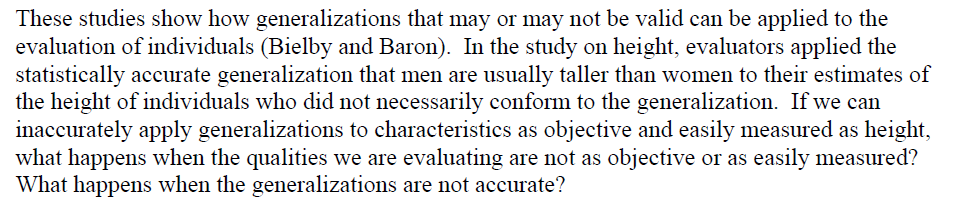 These studies show how generalizations that may or may not be valid can be applied to the
evaluation of individuals (Bielby and Baron).  In the study on height, evaluators applied the
statistically accurate generalization that men are usually taller than women to their estimates of
the height of individuals who did not necessarily conform to the generalization.  If we can
inaccurately apply generalizations to characteristics as objective and easily measured as height,
what happens when the qualities we are evaluating are not as objective or as easily measured?
What happens when the generalizations are not accurate?